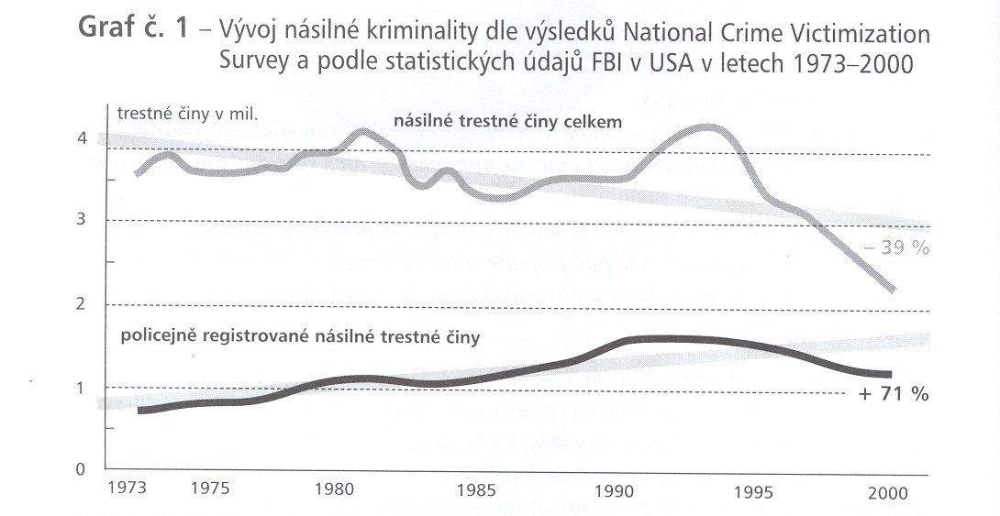 Graf č. 1 – Vývoj násilné kriminality dle výsledků National Crime Victimization
Survey a podle statistických údajů FBI v USA v letech 1973–2000
trestné činy v mil.
násilné trestné činy celkem
4
3
– 39 %
2
policejně registrované násilné trestné činy
1
+ 71 %
0
1973 1975 1980 1985 1990 1995 2000